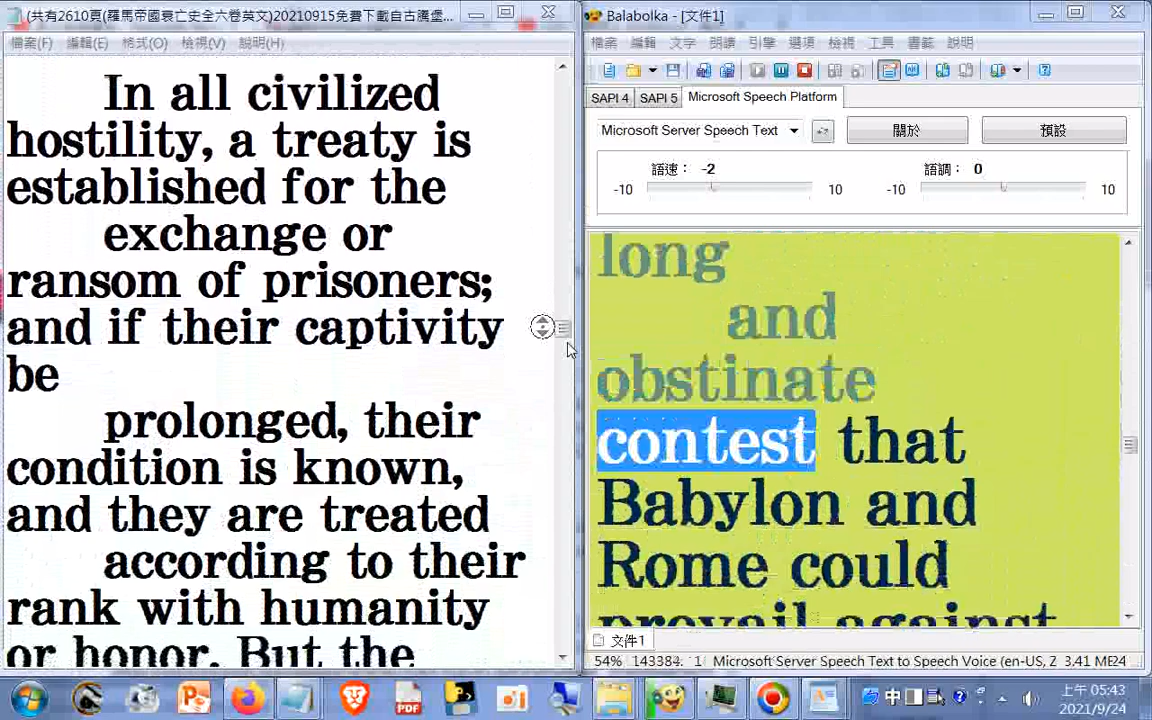 (共有2610頁(羅馬帝國衰亡史全六卷英文)20210915免費下載自古騰堡...
檔案(F) 編輯(E) 格式(O) 檢視(V) 說明(H)
In all civilized
hostility, a treaty is
established for the
exchange or
ransom of prisoners;
and if their captivity
be
prolonged, their
condition is known,
and they are treated
according to their
rank with humanity
or honor. But the
Balabolka - [文件1]
檔案 編輯 文字 朗讀 引擎 選項 檢視 工具 書籤 說明
SAPI 4 SAPI 5 Microsoft Speech Platform
Microsoft Server Speech Text 關於 預設
語速: -2 語調: 0
-10 10 -10 10
long
and
obstinate
contest that
Babylon and
Rome could
prevail against
文件1
54% 143384: 1 Microsoft Server Speech Text to Speech Voice (en-US, Z 3.41 ME24
PDF
中
上午 05:43
2021/9/24